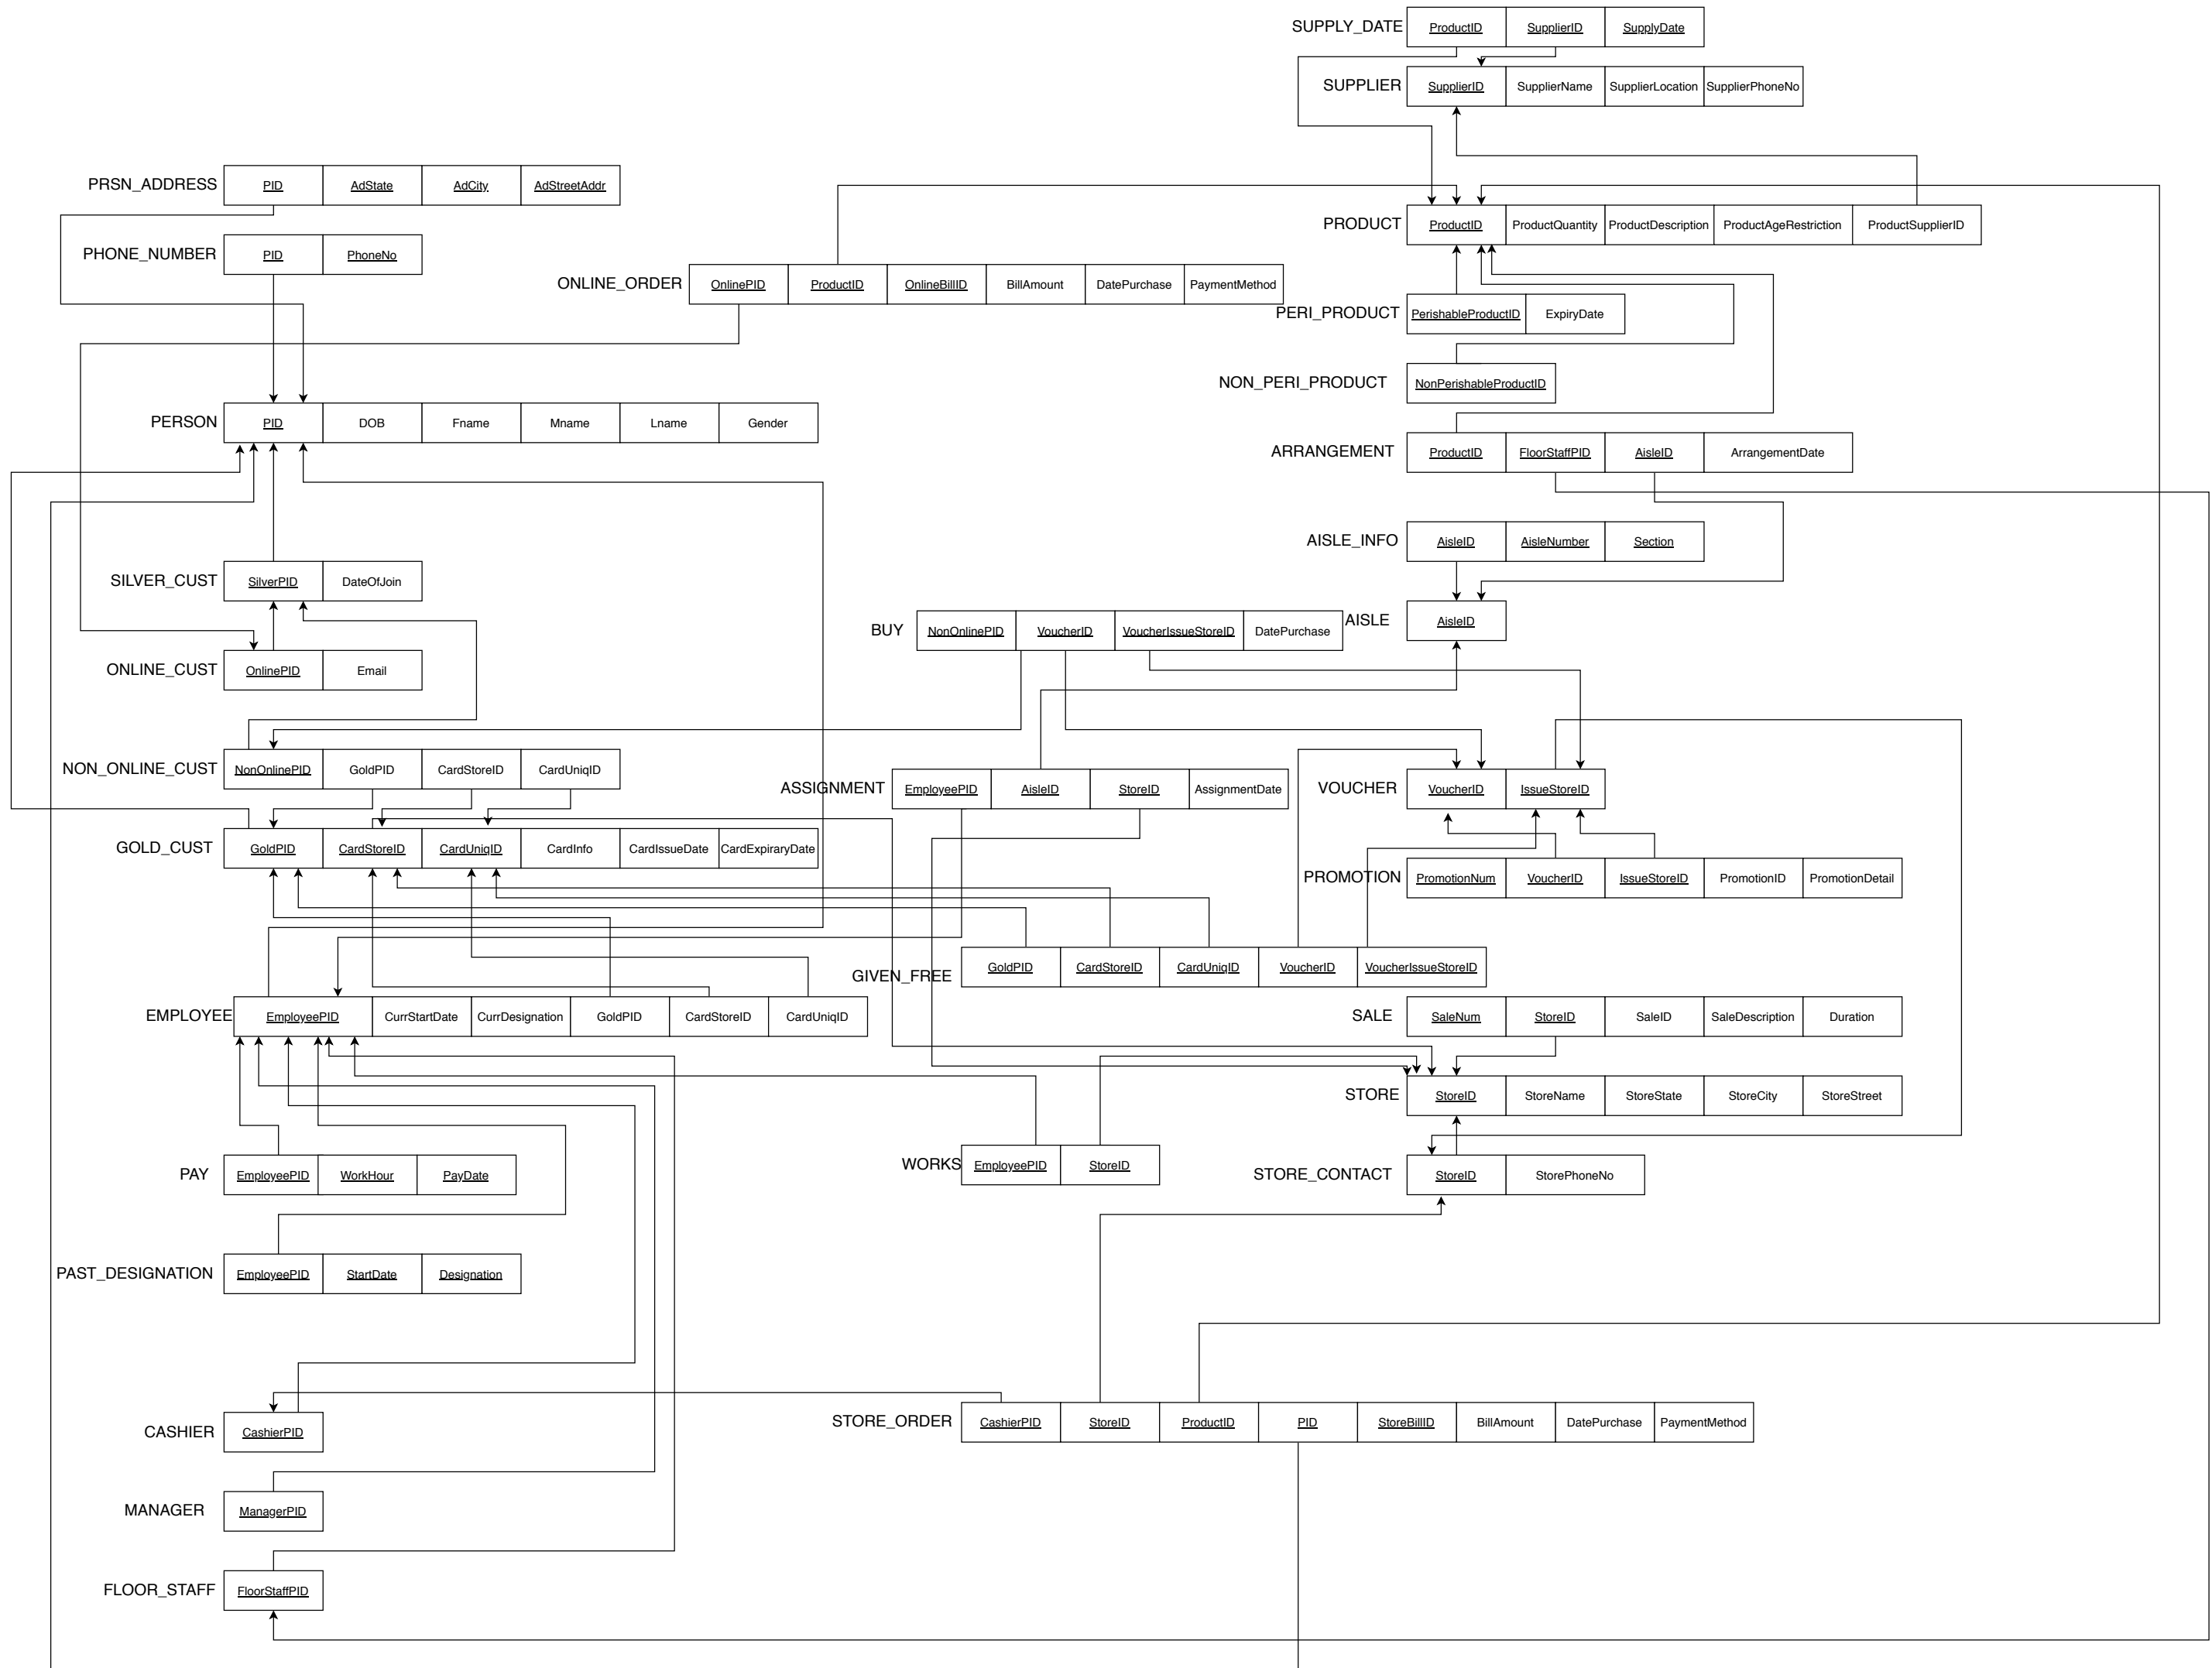 SUPPLY_DATE ProductID SupplierID SupplyDate
SUPPLIER SupplierID SupplierName SupplierLocation SupplierPhoneNo
PRSN_ADDRESS PID AdState AdCity AdStreetAddr
PRODUCT ProductID ProductQuantity ProductDescription ProductAgeRestriction ProductSupplierID
PHONE_NUMBER PID PhoneNo
ONLINE_ORDER OnlinePID ProductID OnlineBillID BillAmount DatePurchase PaymentMethod
PERI_PRODUCT PerishableProductID ExpiryDate
NON_PERI_PRODUCT NonPerishableProductID
PERSON PID DOB Fname Mname Lname Gender
ARRANGEMENT ProductID FloorStaffPID AisleID ArrangementDate
AISLE_INFO AisleID AisleNumber Section
SILVER_CUST SilverPID DateOfJoin
AISLE AisleID
BUY NonOnlinePID VoucherID VoucherIssueStoreID DatePurchase
ONLINE_CUST OnlinePID Email
NON_ONLINE_CUST NonOnlinePID GoldPID CardStoreID CardUniqID
ASSIGNMENT EmployeePID AisleID StoreID AssignmentDate
VOUCHER VoucherID IssueStoreID
GOLD_CUST GoldPID CardStoreID CardUniqID CardInfo CardIssueDate CardExpiraryDate
PROMOTION PromotionNum VoucherID IssueStoreID PromotionID PromotionDetail
GIVEN_FREE GoldPID CardStoreID CardUniqID VoucherID VoucherIssueStoreID
EMPLOYEE EmployeePID CurrStartDate CurrDesignation GoldPID CardStoreID CardUniqID
SALE SaleNum StoreID SaleID SaleDescription Duration
STORE StoreID StoreName StoreState StoreCity StoreStreet
PAY EmployeePID WorkHour PayDate
WORKS EmployeePID StoreID
STORE_CONTACT StoreID StorePhoneNo
PAST_DESIGNATION EmployeePID StartDate Designation
CASHIER CashierPID
STORE_ORDER CashierPID StoreID ProductID PID StoreBillID BillAmount DatePurchase PaymentMethod
MANAGER ManagerPID
FLOOR_STAFF FloorStaffPID